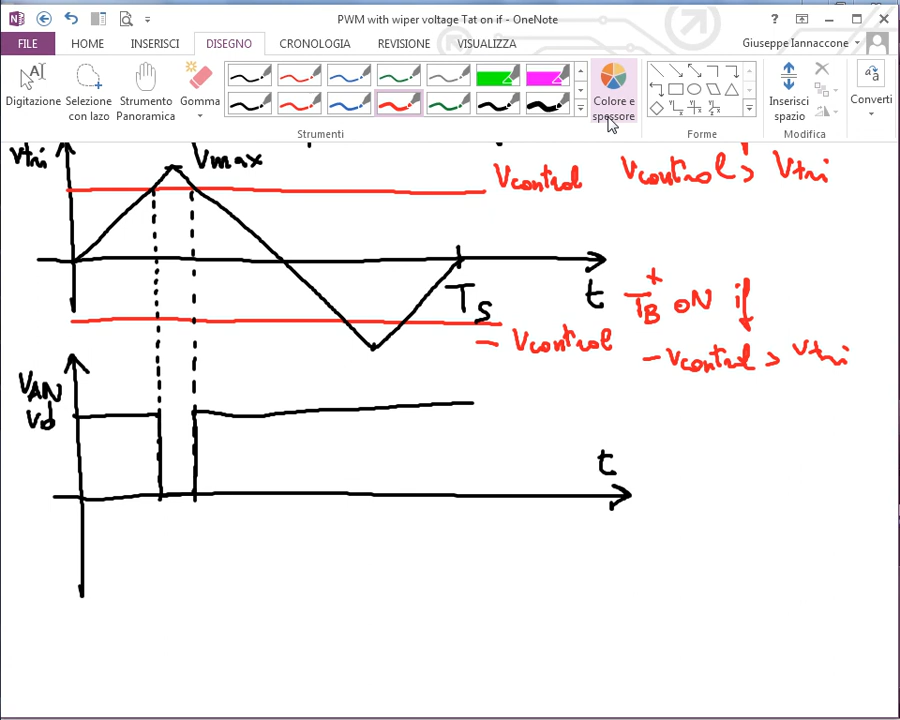 PWM with wiper voltage Tat on if - OneNote
FILE HOME INSERISCI DISEGNO CRONOLOGIA REVISIONE VISUALIZZA Giuseppe Iannaccone
Digitazione
Selezione con lazo
Strumento Panoramica
Gomma
Colore e spessore
Inserisci spazio
Converti
Strumenti Forme Modifica
Vtri Vmax Vcontrol Vcontrol > Vtri
Ts t TB+ ON if
- Vcontrol -Vcontrol > Vtri
VAN
Vd
t